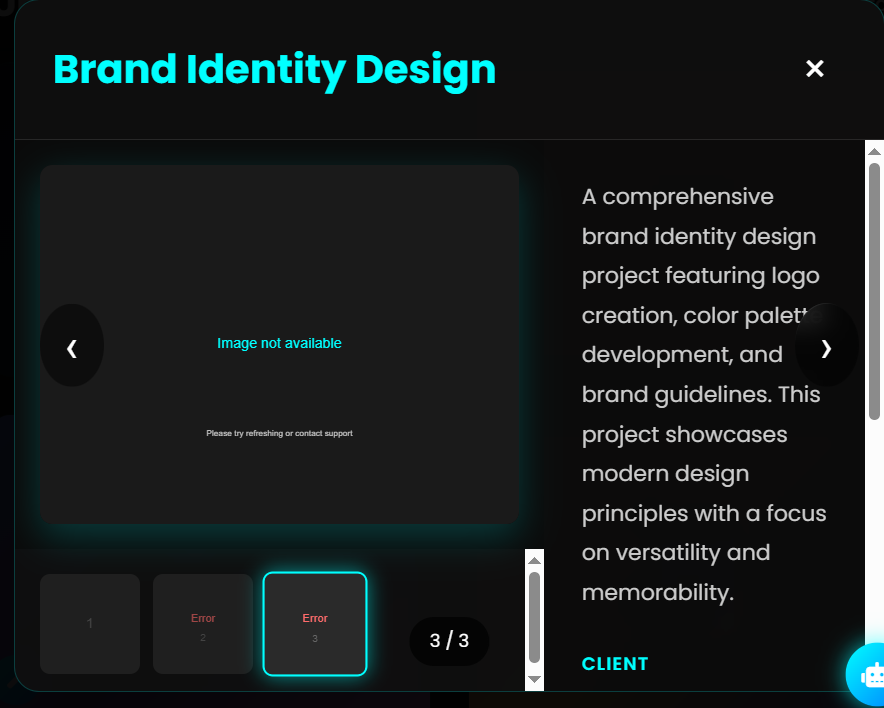 Brand Identity Design
×
A comprehensive
brand identity design
project featuring logo
creation, color palette
development, and
brand guidelines. This
project showcases
modern design
principles with a focus
on versatility and
memorability.
CLIENT
❮
❯
Image not available
Please try refreshing or contact support
1
Error
2
Error
3
3 / 3